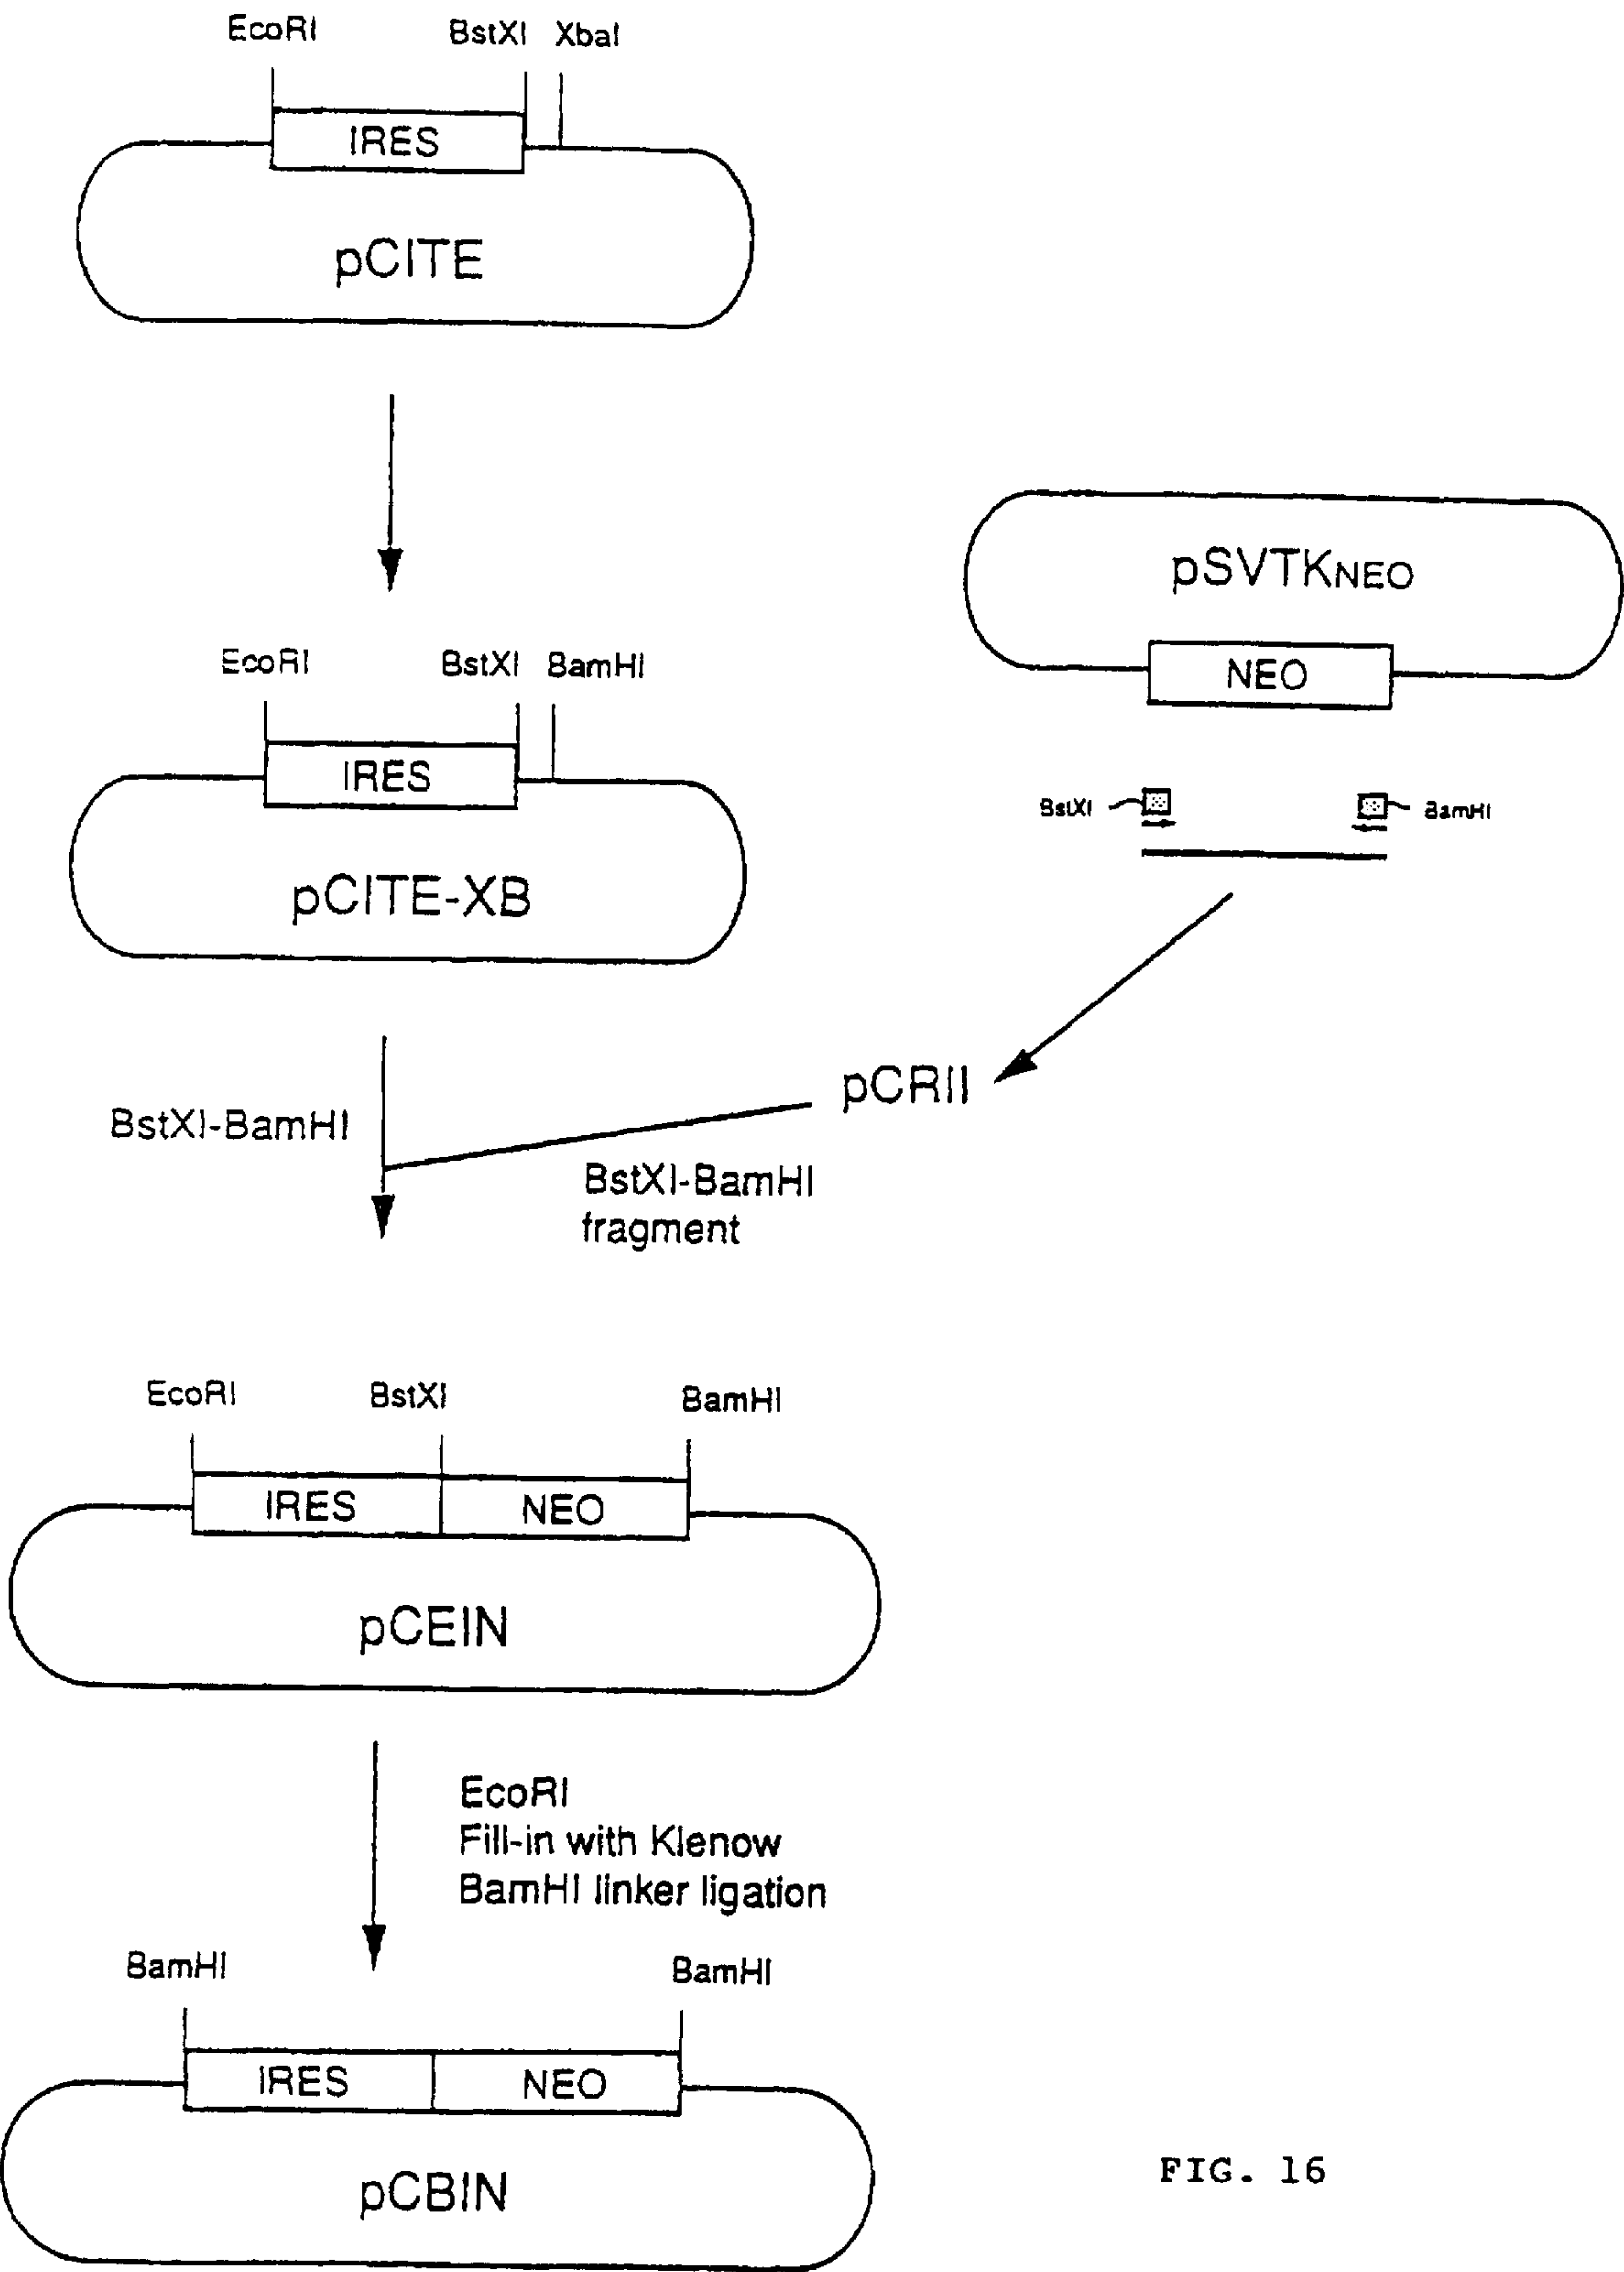 EcoRI BstXI XbaI
IRES
pCITE
pSVTKNEO
NEO
EcoRI BstXI BamHI
IRES
BstXI BamHI
pCITE-XB
pCRII
BstXI-BamHI
BstXI-BamHI
fragment
EcoRI BstXI BamHI
IRES NEO
pCEIN
EcoRI
Fill-in with Klenow
BamHI linker ligation
BamHI BamHI
IRES NEO
FIG. 16
pCBIN